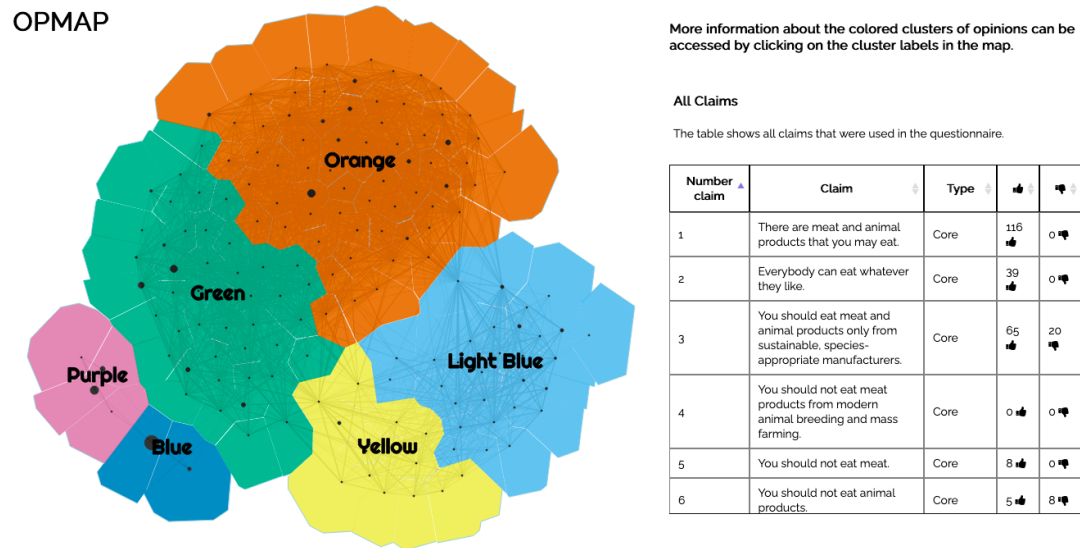 OPMAP
Orange
Green
Purple
Light Blue
Blue
Yellow
More information about the colored clusters of opinions can be
accessed by clicking on the cluster labels in the map.
All Claims
The table shows all claims that were used in the questionnaire.
Number claim Claim Type
1 There are meat and animal products that you may eat. Core 116 0
2 Everybody can eat whatever they like. Core 39 0
3 You should eat meat and animal products only from sustainable, species-appropriate manufacturers. Core 65 20
4 You should not eat meat products from modern animal breeding and mass farming. Core 0 0
5 You should not eat meat. Core 8 0
6 You should not eat animal products. Core 5 8